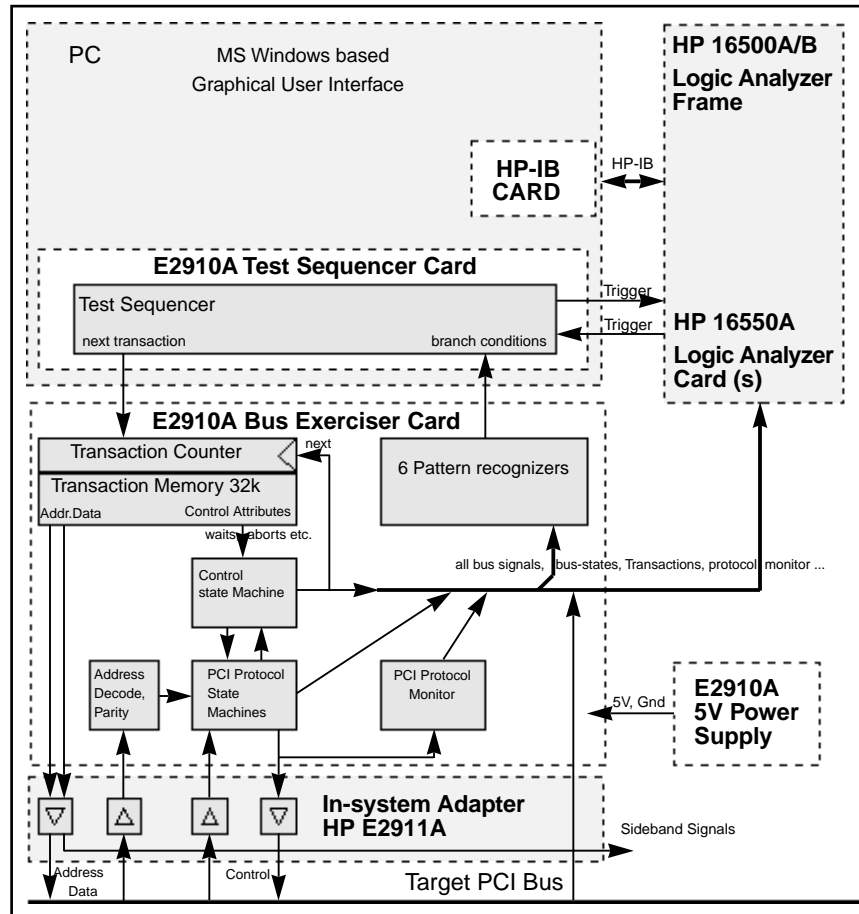 PC
MS Windows based
Graphical User Interface
HP 16500A/B
Logic Analyzer
Frame
HP-IB
CARD
HP-IB
E2910A Test Sequencer Card
Test Sequencer
next transaction
branch conditions
Trigger
Trigger
HP 16550A
Logic Analyzer
Card (s)
E2910A Bus Exerciser Card
Transaction Counter
next
Transaction Memory 32k
Addr.Data
Control Attributes
waits, aborts etc.
6 Pattern recognizers
all bus signals, bus-states, Transactions, protocol monitor ...
Control
state Machine
Address
Decode,
Parity
PCI Protocol
State
Machines
PCI Protocol
Monitor
5V, Gnd
E2910A
5V Power
Supply
In-system Adapter
HP E2911A
Sideband Signals
Address
Data
Control
Target PCI Bus